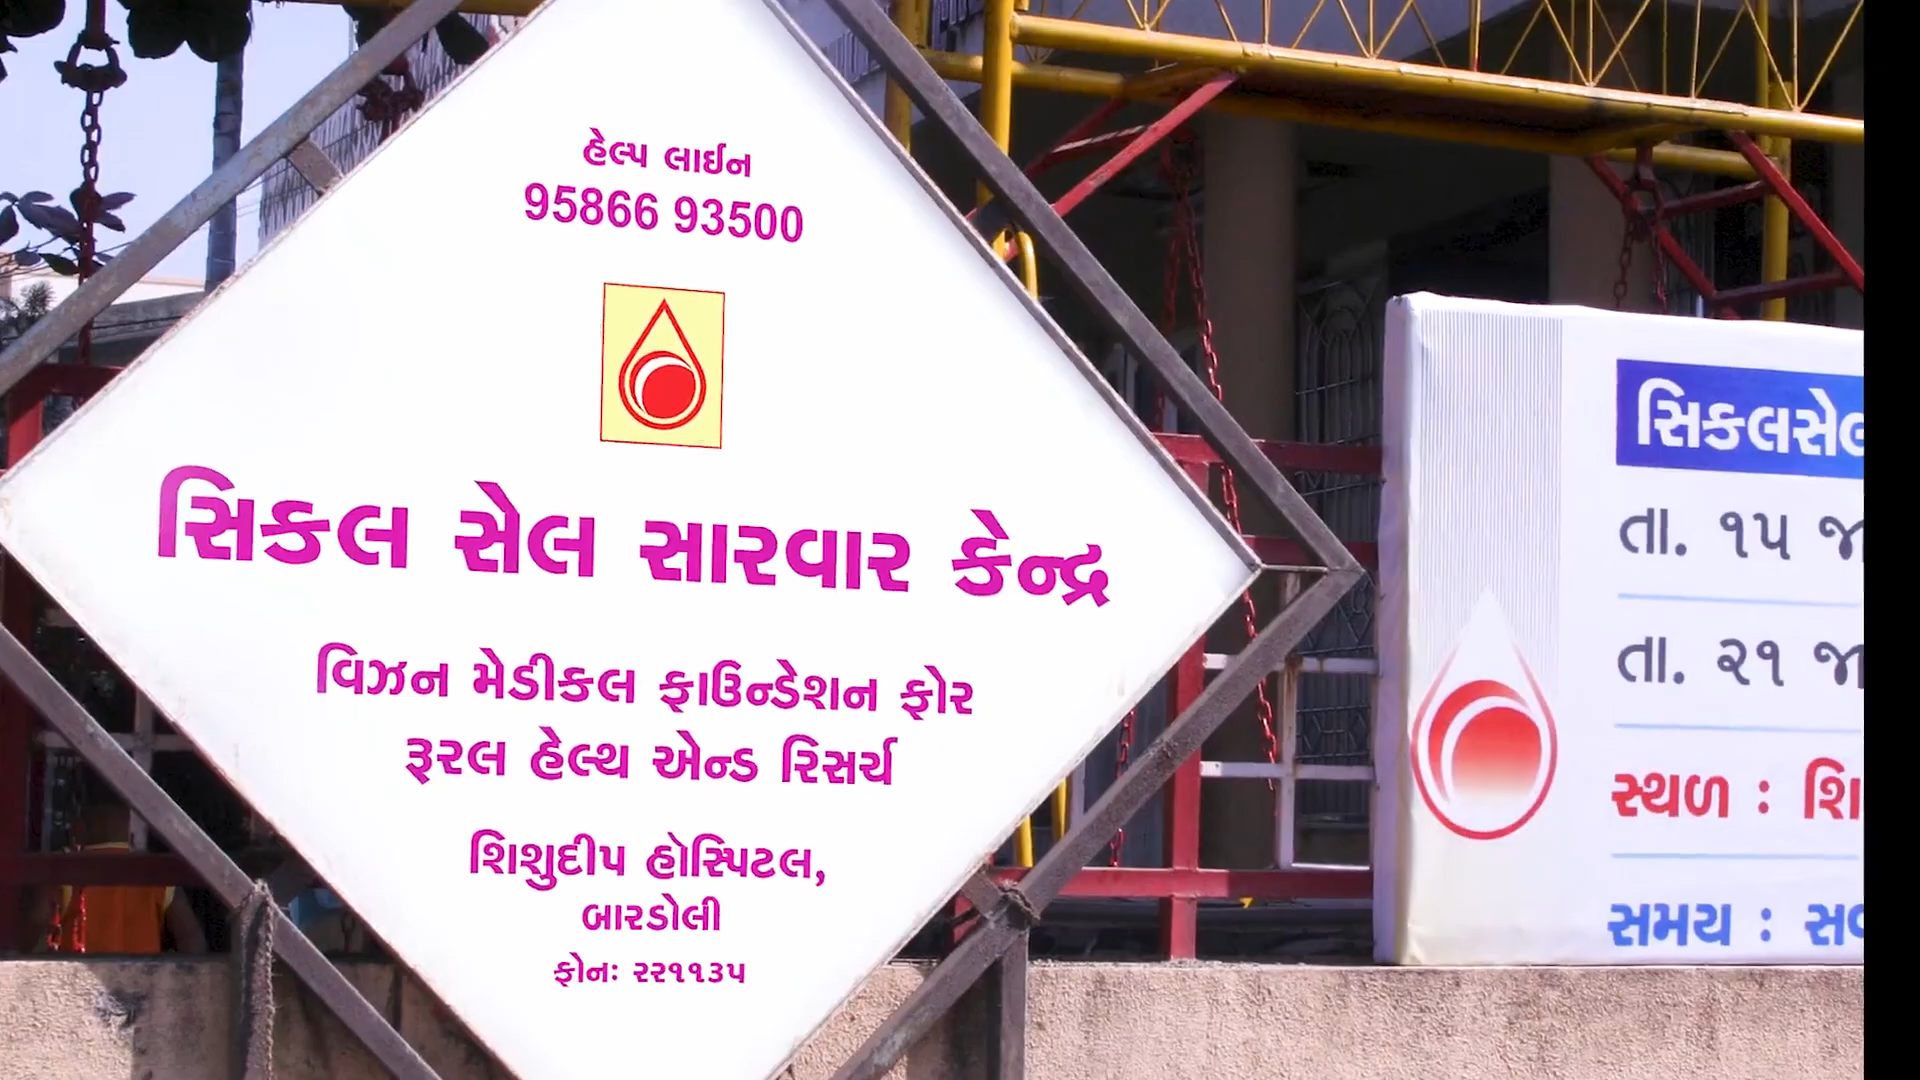 હેલ્પ લાઈન
95866 93500
સિકલ સેલ સારવાર કેન્દ્ર
વિઝન મેડીકલ ફાઉન્ડેશન ફોર
રૂરલ હેલ્થ એન્ડ રિસર્ચ
શિશુદીપ હોસ્પિટલ,
બારડોલી
ફોનઃ ૨૨૧૧૩૫
સિકલસેલ
તા. ૧૫
તા. ૨૧
સ્થળ :
સમય :